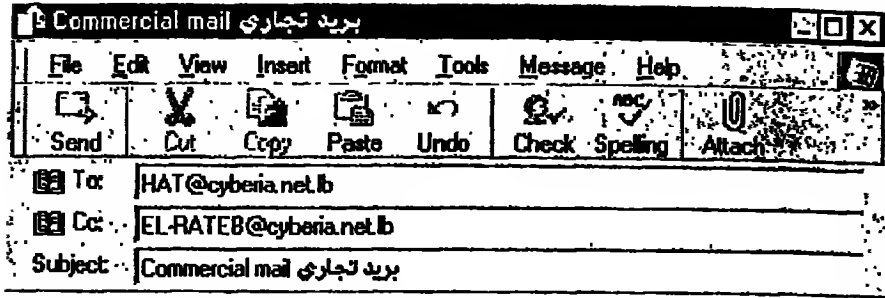 Commercial mail بريد تجاري
File Edit View Insert Format Tools Message Help
Send Cut Copy Paste Undo Check Spelling Attach »
To: HAT@cyberia.net.lb
Cc: EL-RATEB@cyberia.net.lb
Subject: Commercial mail بريد تجاري